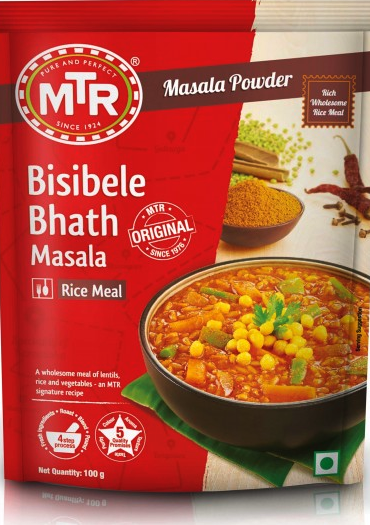 PURE AND PERFECT
MTR
®
SINCE 1924
Masala Powder
Rich
Wholesome
Rice Meal
Bisibele
Bhath
Masala
MTR
ORIGINAL
SINCE 1976
Rice Meal
A wholesome meal of lentils,
rice and vegetables - an MTR
signature recipe
4 step
process
5
Quality
Promises
Net Quantity: 100 g